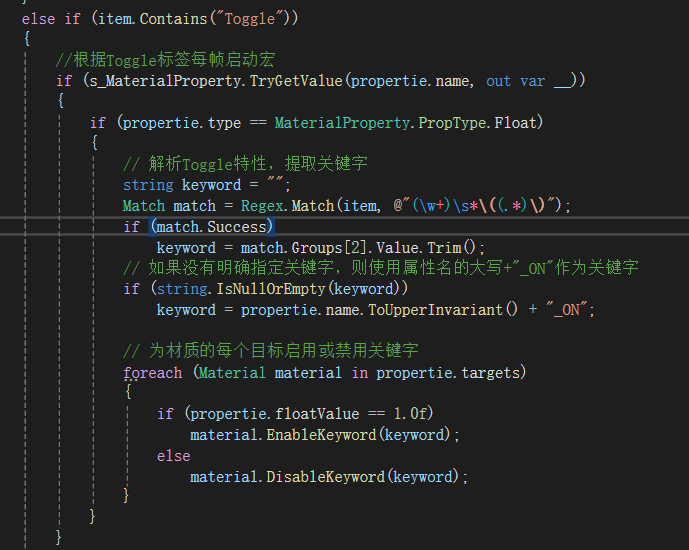 }
else if (item.Contains("Toggle"))
{
//根据Toggle标签每帧启动宏
if (s_MaterialProperty.TryGetValue(propertie.name, out var __))
{
if (propertie.type == MaterialProperty.PropType.Float)
{
// 解析Toggle特性，提取关键字
string keyword = "";
Match match = Regex.Match(item, @"(\w+)\s*\((.*)\)");
if (match.Success)
keyword = match.Groups[2].Value.Trim();
// 如果没有明确指定关键字，则使用属性名的大写+"_ON"作为关键字
if (string.IsNullOrEmpty(keyword))
keyword = propertie.name.ToUpperInvariant() + "_ON";
// 为材质的每个目标启用或禁用关键字
foreach (Material material in propertie.targets)
{
if (propertie.floatValue == 1.0f)
material.EnableKeyword(keyword);
else
material.DisableKeyword(keyword);
}
}
}